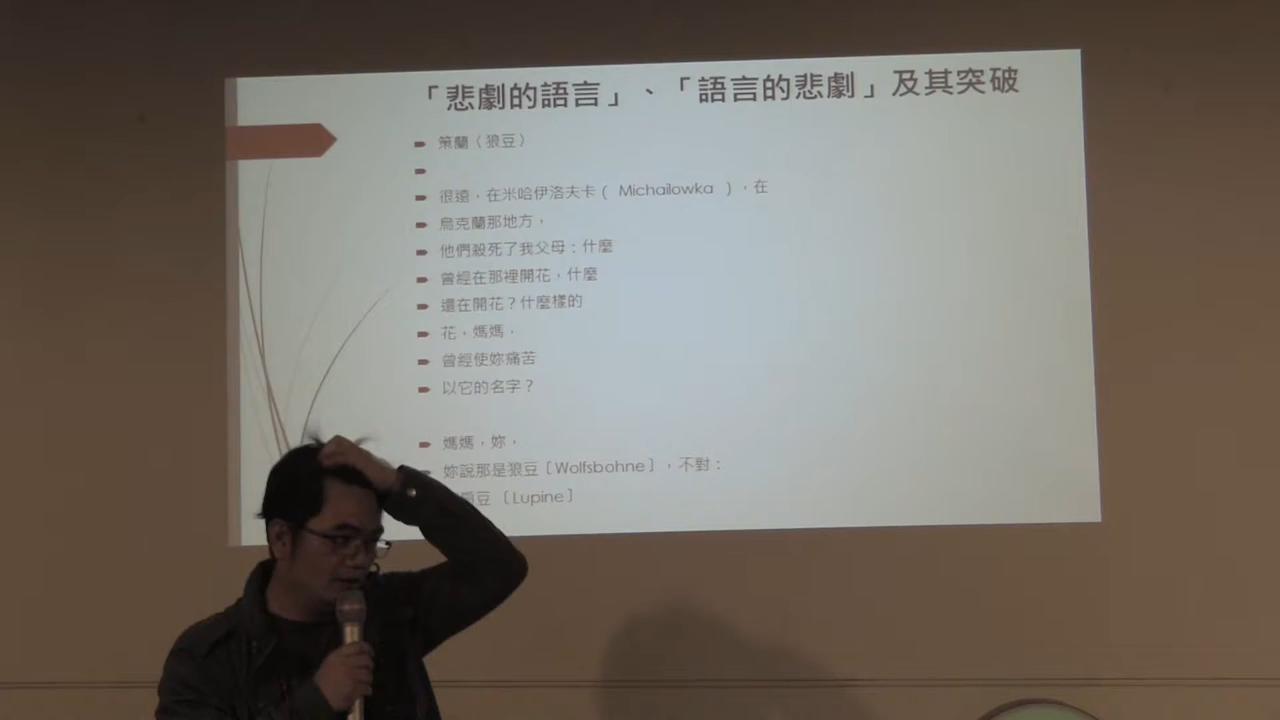 「悲劇的語言」、「語言的悲劇」及其突破
策蘭（狼豆）
很遠，在米哈伊洛夫卡（ Michailowka ），在
烏克蘭那地方，
他們殺死了我父母：什麼
曾經在那裡開花，什麼
還在開花？什麼樣的
花，媽媽，
曾經使妳痛苦
以它的名字？
媽媽，妳，
妳說那是狼豆〔Wolfsbohne〕，不對：
豆〔Lupine〕